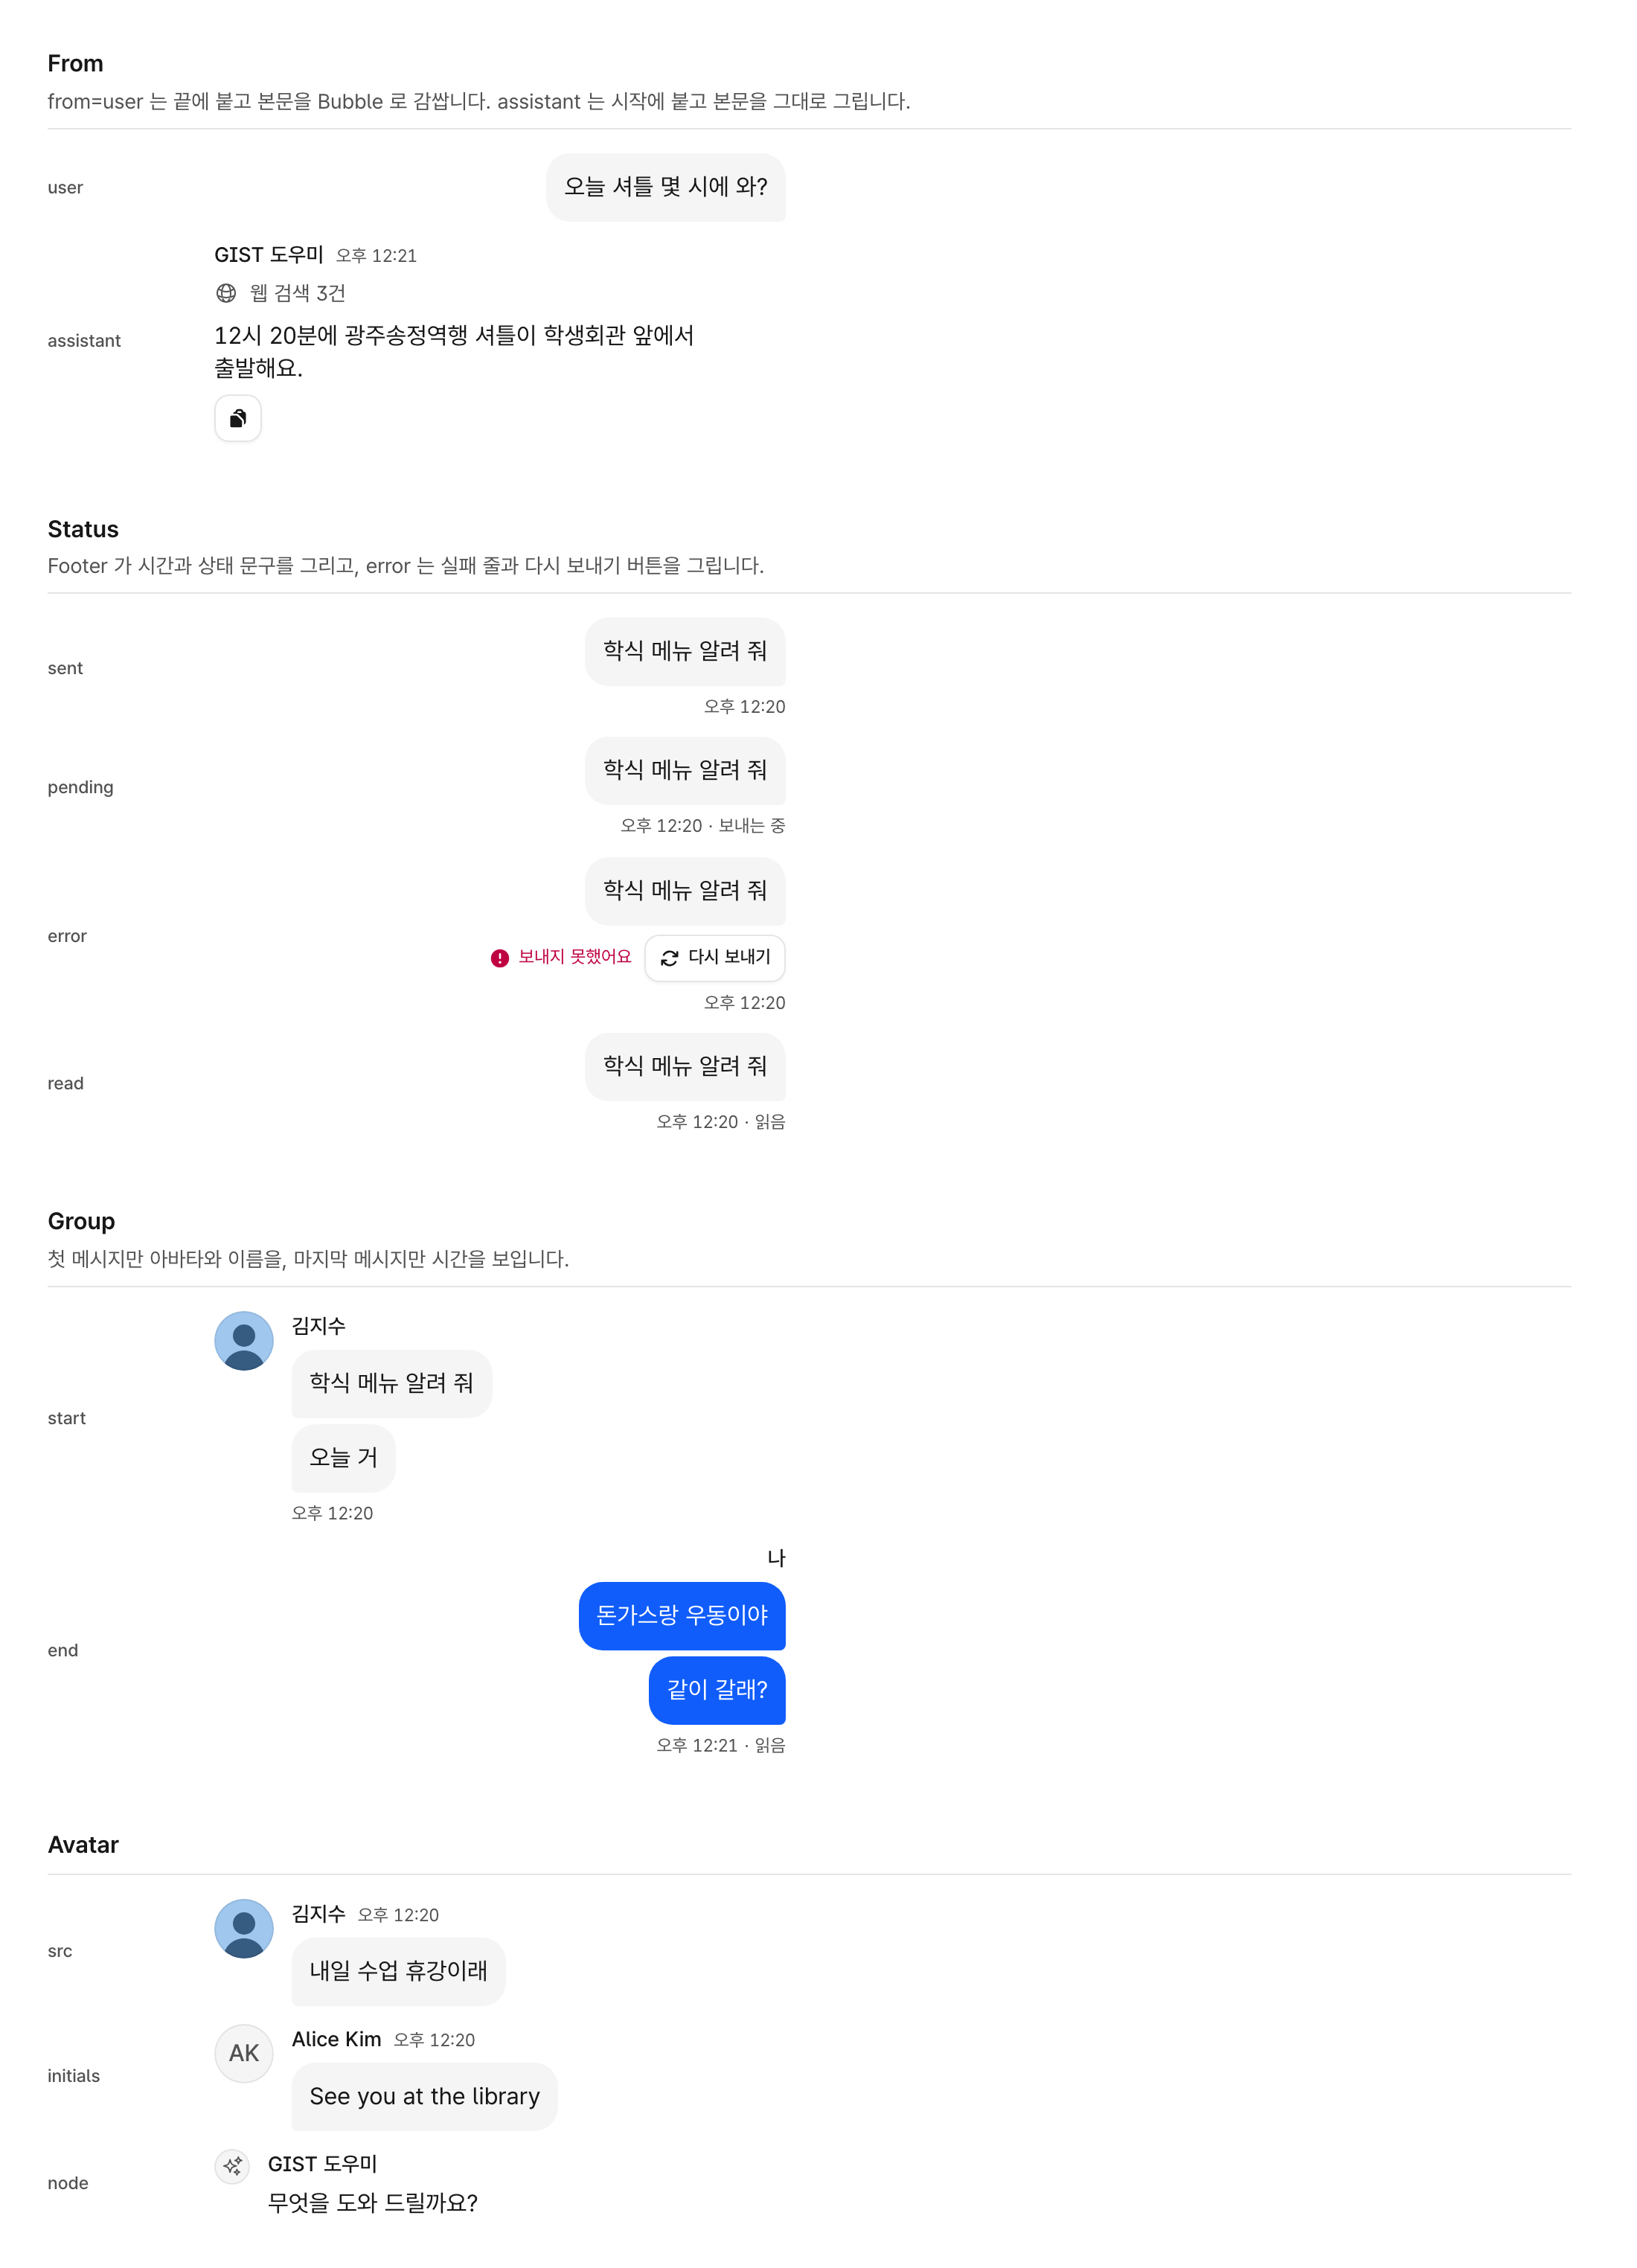 From
from=user 는 끝에 붙고 본문을 Bubble 로 감쌉니다. assistant 는 시작에 붙고 본문을 그대로 그립니다.
user
오늘 셔틀 몇 시에 와?
GIST 도우미 오후 12:21
웹 검색 3건
assistant
12시 20분에 광주송정역행 셔틀이 학생회관 앞에서
출발해요.
Status
Footer 가 시간과 상태 문구를 그리고, error 는 실패 줄과 다시 보내기 버튼을 그립니다.
sent
학식 메뉴 알려 줘
오후 12:20
pending
학식 메뉴 알려 줘
오후 12:20 · 보내는 중
error
학식 메뉴 알려 줘
보내지 못했어요 다시 보내기
오후 12:20
read
학식 메뉴 알려 줘
오후 12:20 · 읽음
Group
첫 메시지만 아바타와 이름을, 마지막 메시지만 시간을 보입니다.
start
김지수
학식 메뉴 알려 줘
오늘 거
오후 12:20
end
나
돈가스랑 우동이야
같이 갈래?
오후 12:21 · 읽음
Avatar
src
김지수 오후 12:20
내일 수업 휴강이래
initials
AK
Alice Kim 오후 12:20
See you at the library
node
GIST 도우미
무엇을 도와 드릴까요?